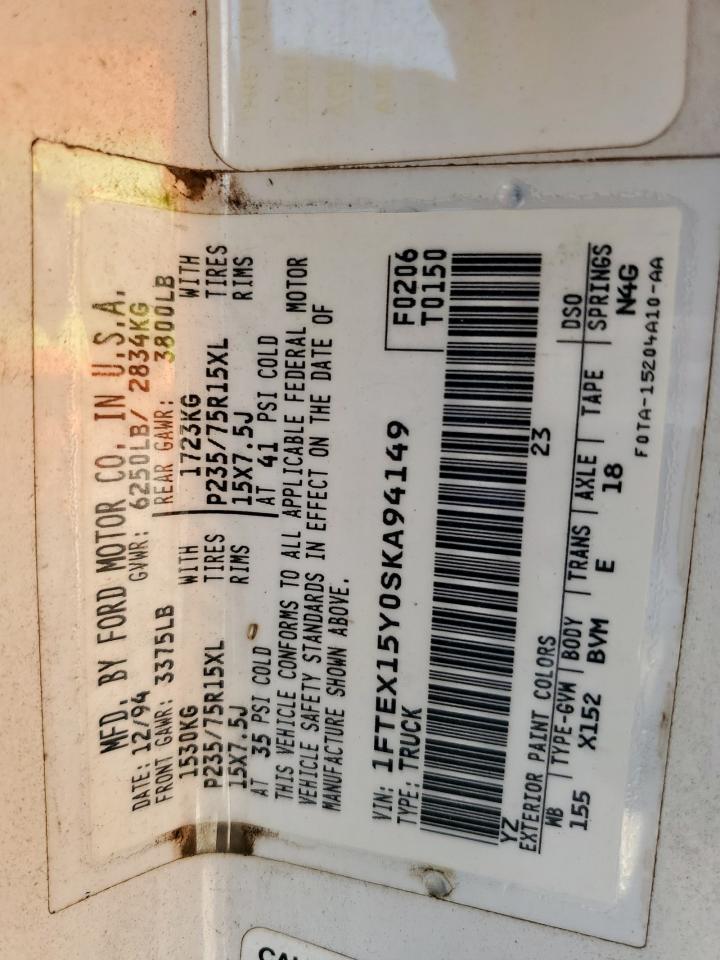 MFD. BY FORD MOTOR CO. IN U.S.A.
DATE: 12/94 GVWR: 6250LB/ 2834KG
FRONT GAWR: 3375LB REAR GAWR: 3800LB
1530KG WITH 1723KG WITH
P235/75R15XL TIRES P235/75R15XL TIRES
15X7.5J RIMS 15X7.5J RIMS
AT 35 PSI COLD AT 41 PSI COLD
THIS VEHICLE CONFORMS TO ALL APPLICABLE FEDERAL MOTOR
VEHICLE SAFETY STANDARDS IN EFFECT ON THE DATE OF
MANUFACTURE SHOWN ABOVE.
VIN: 1FTEX15Y0SKA94149 F0206
TYPE: TRUCK T0150
YZ 23
EXTERIOR PAINT COLORS DSO
WB TYPE-GVW BODY TRANS AXLE TAPE SPRINGS
155 X152 BVM E 18 N4G
F0TA-15204A10-AA